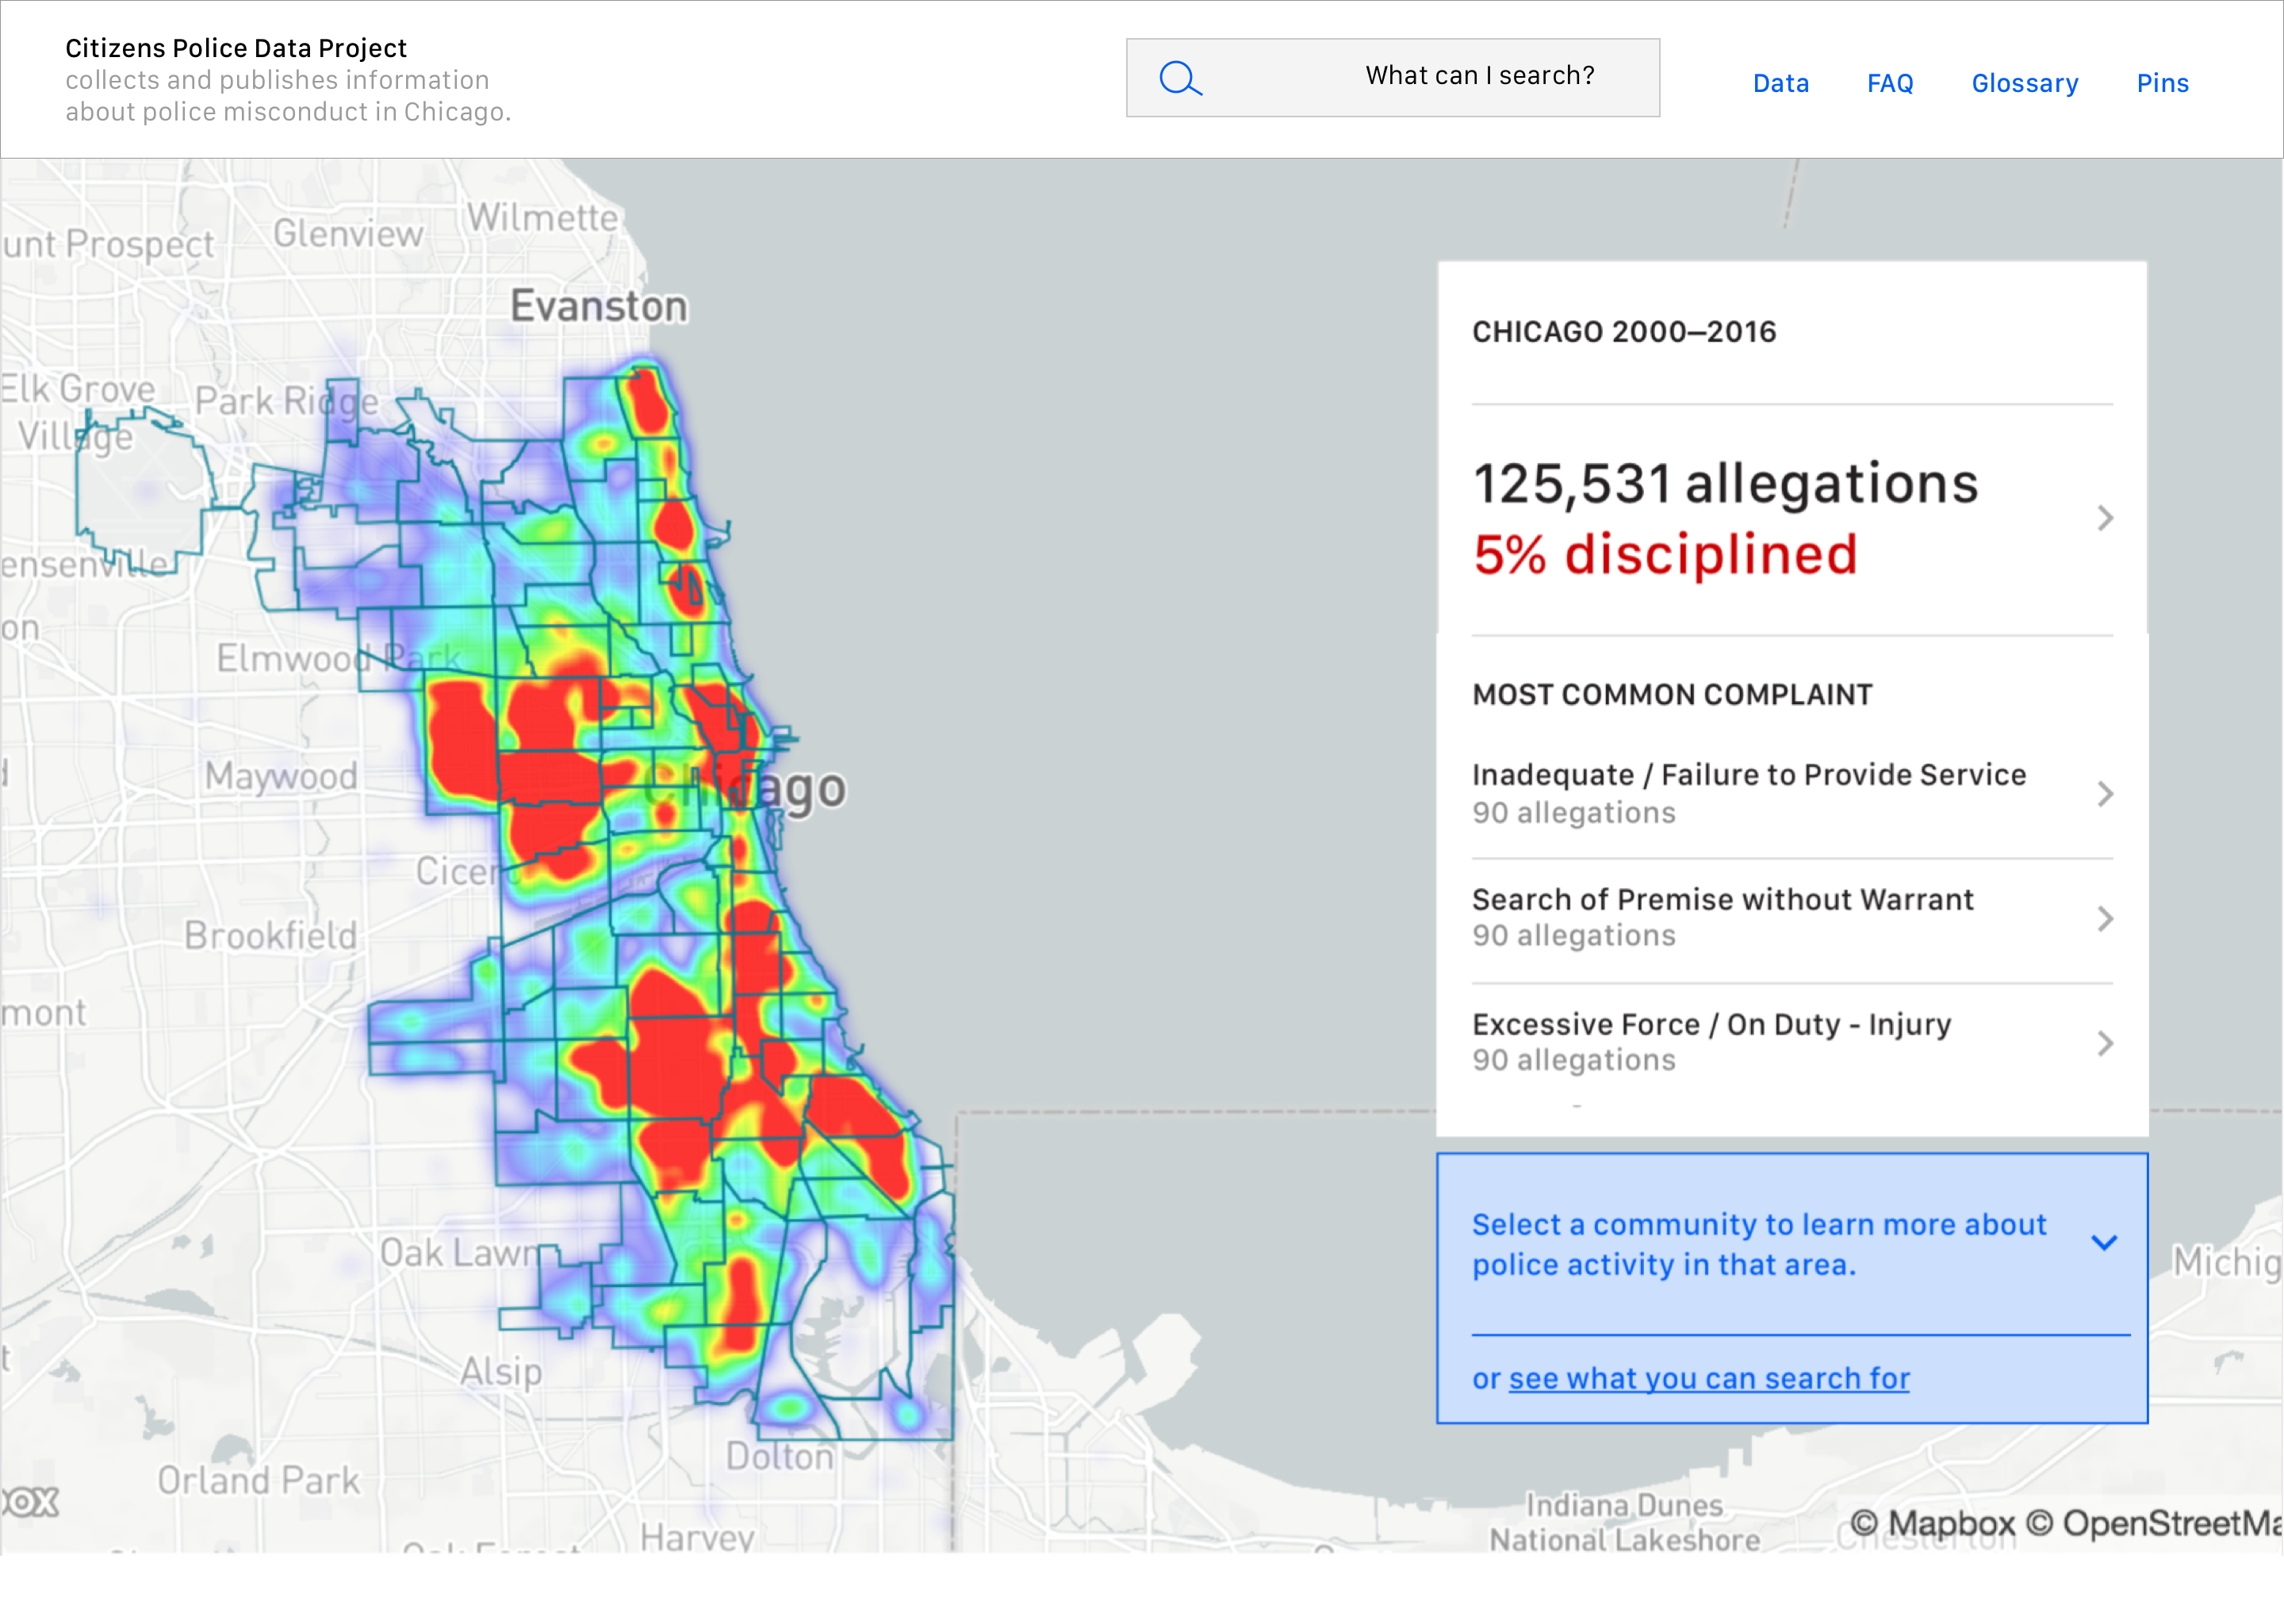 Citizens Police Data Project
collects and publishes information
about police misconduct in Chicago.
What can I search?
Data
FAQ
Glossary
Pins
Wilmette
Glenview
unt Prospect
Evanston
Elk Grove
Village
Park Ridge
ensenville
on
Elmwood Park
Maywood
Chicago
Cicero
Brookfield
mont
Oak Lawn
Alsip
Dolton
Orland Park
Harvey
Oak Forest
box
CHICAGO 2000–2016
125,531 allegations
5% disciplined
MOST COMMON COMPLAINT
Inadequate / Failure to Provide Service
90 allegations
Search of Premise without Warrant
90 allegations
Excessive Force / On Duty - Injury
90 allegations
Select a community to learn more about
police activity in that area.
or see what you can search for
Michig
Indiana Dunes
National Lakeshore
Chesterton
© Mapbox © OpenStreetMa